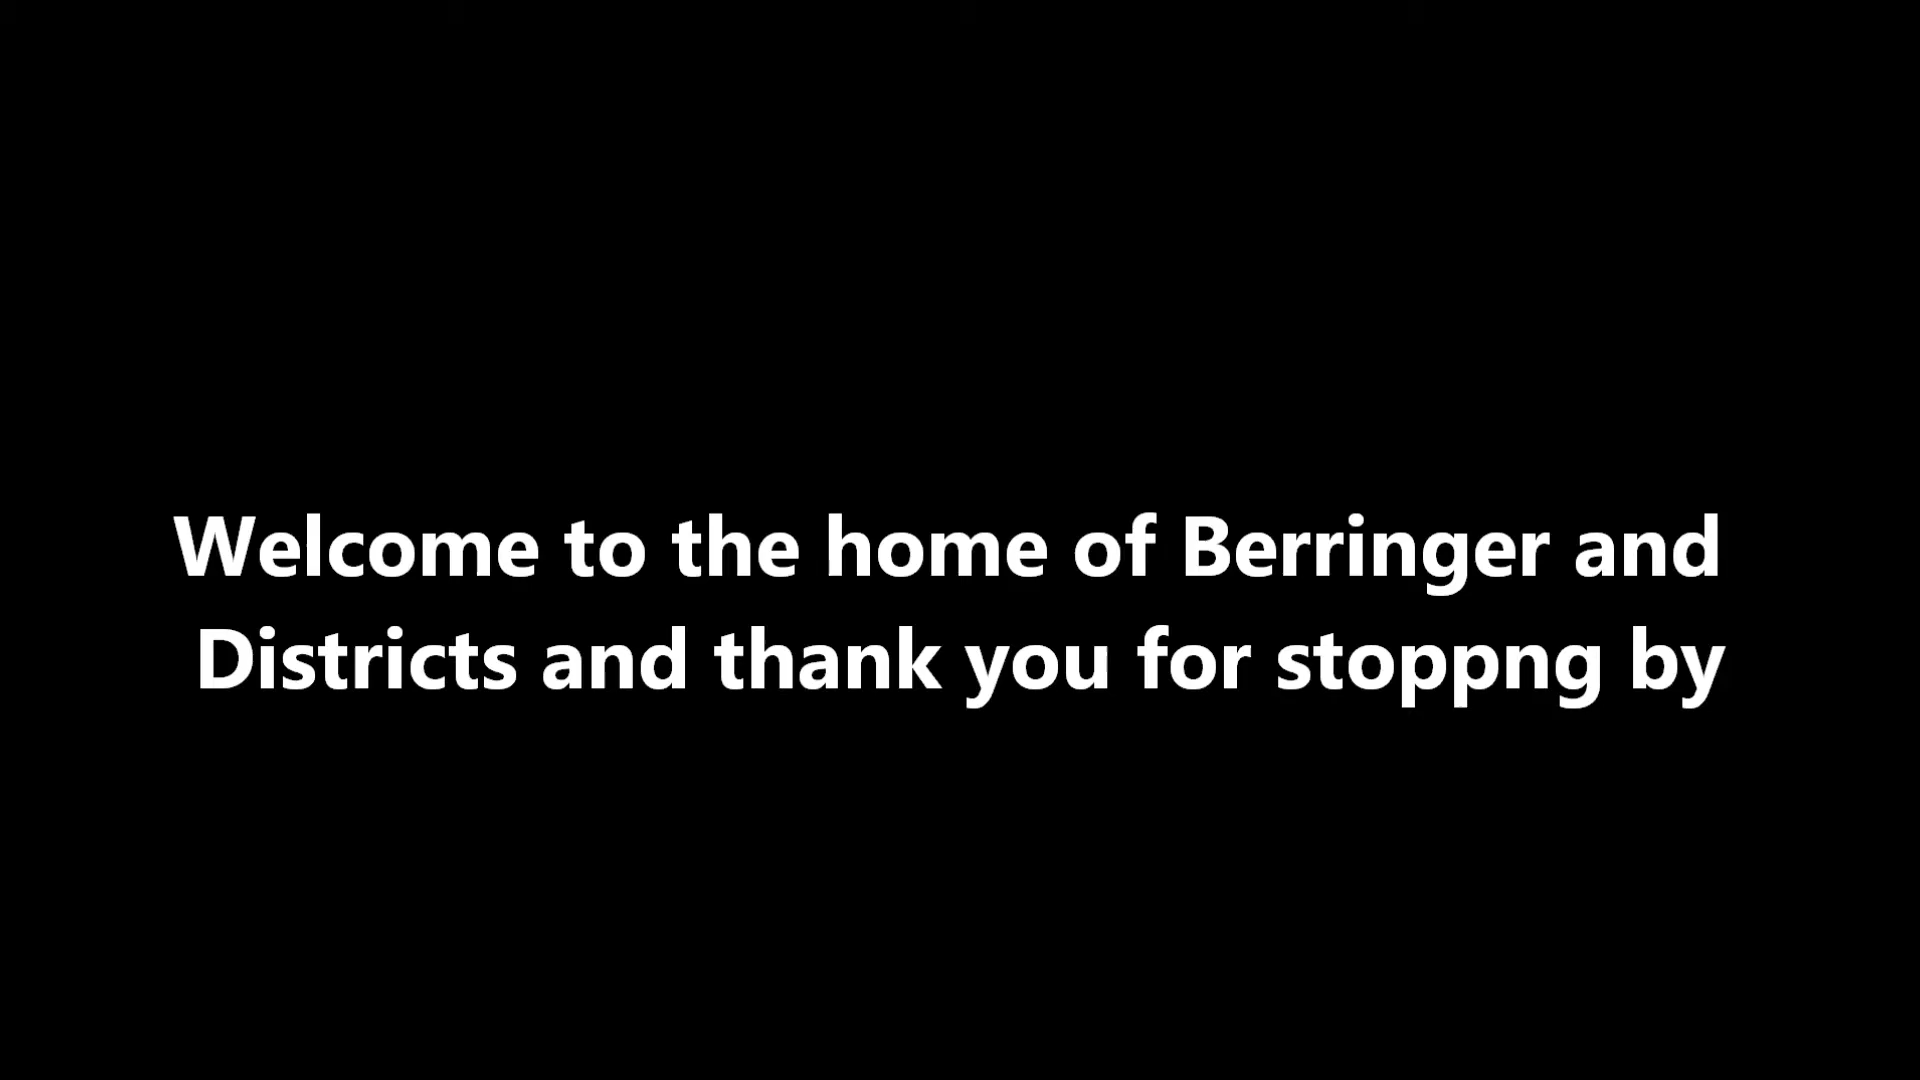 Welcome to the home of Berringer and
Districts and thank you for stoppng by